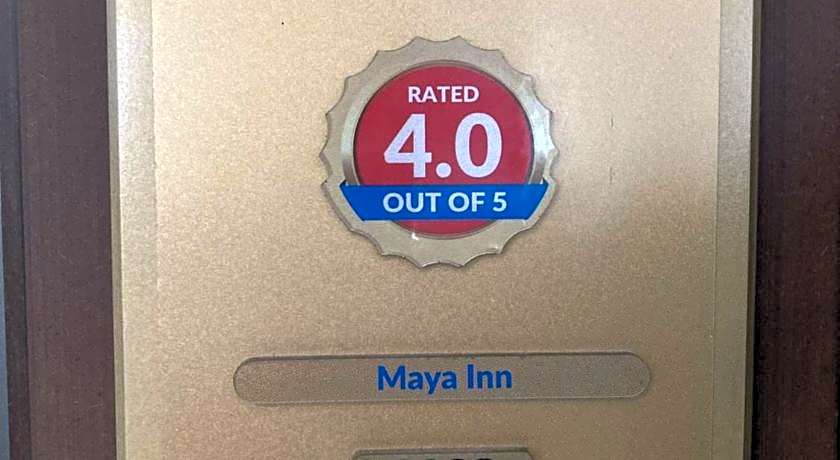 RATED
4.0
OUT OF 5
Maya Inn